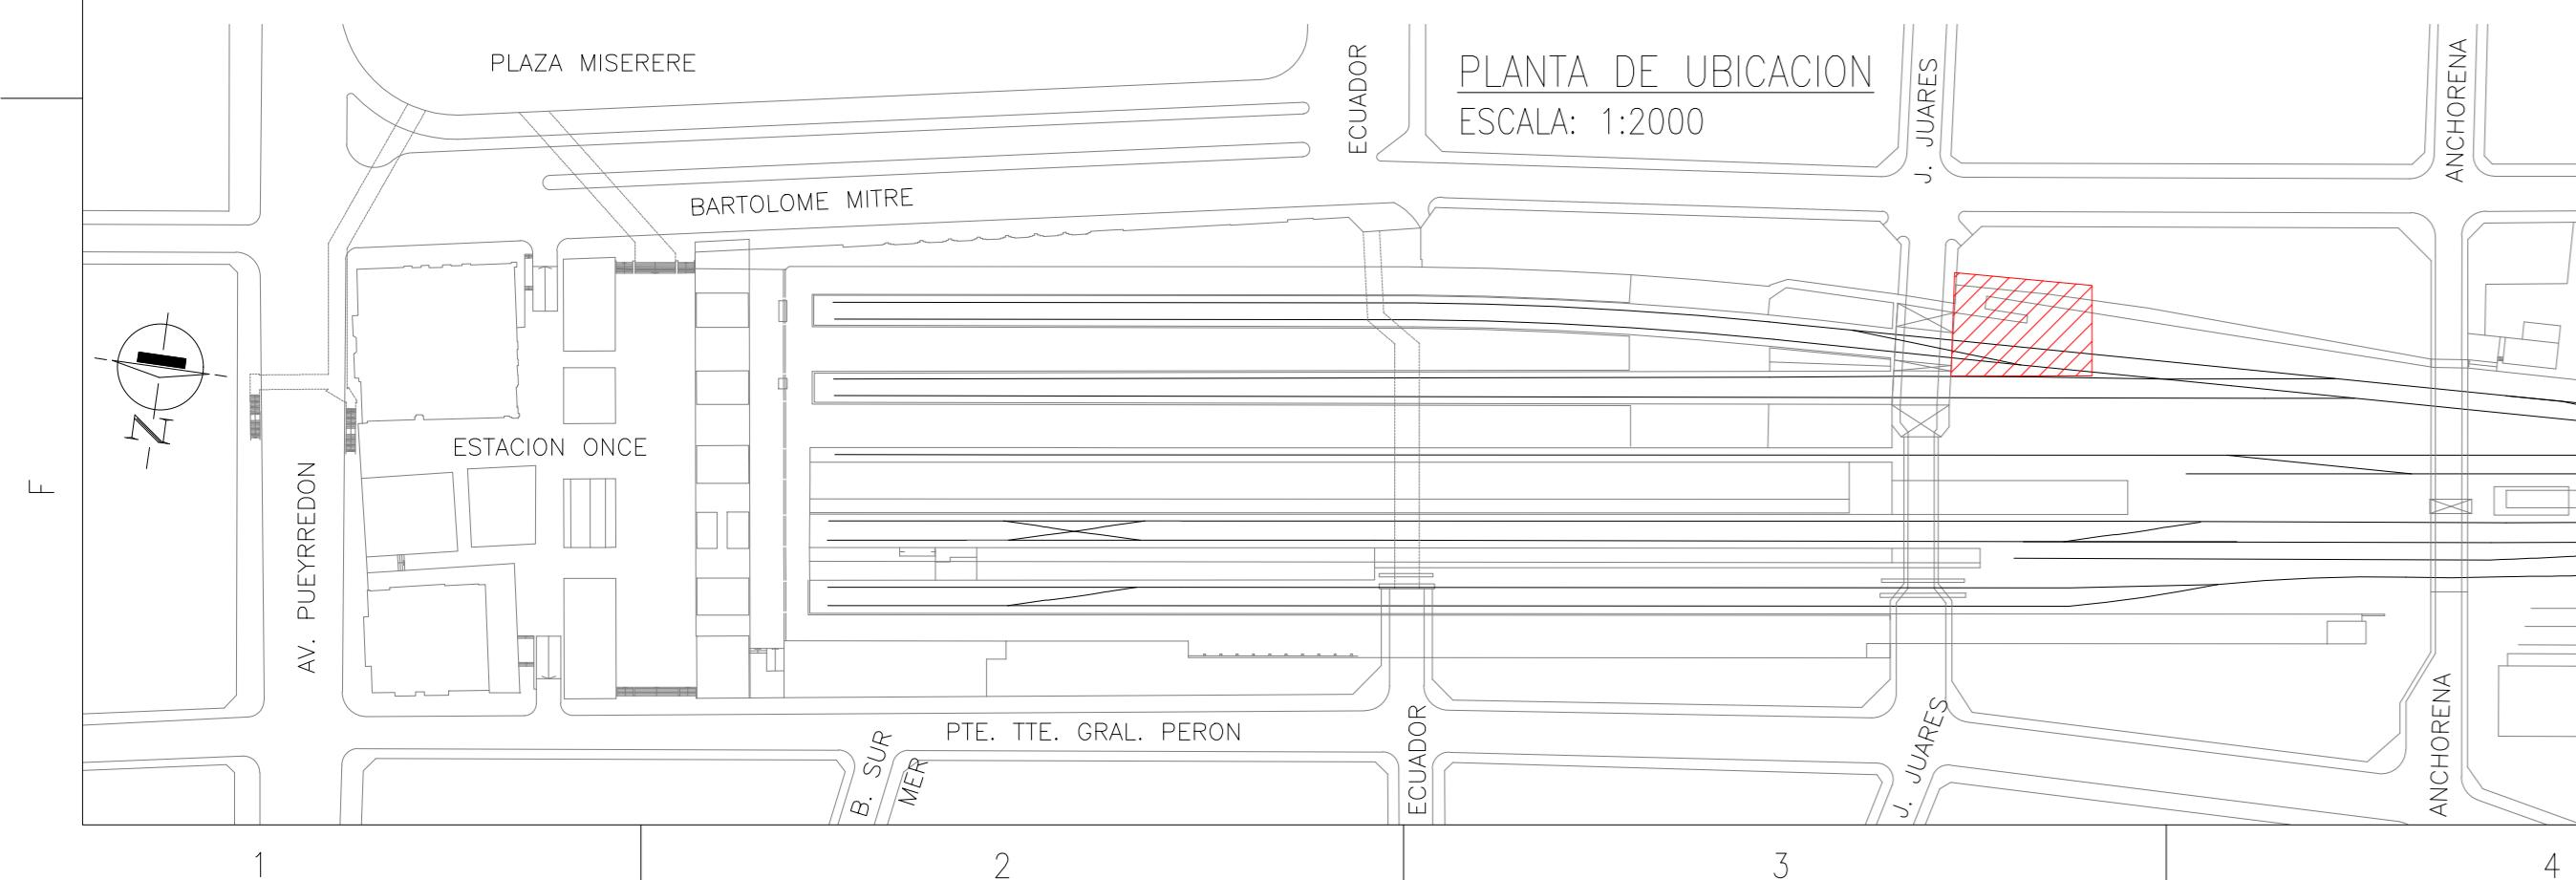 PLAZA MISERERE
ECUADOR
PLANTA DE UBICACION
ESCALA: 1:2000
J. JUARES
ANCHORENA
BARTOLOME MITRE
N
ESTACION ONCE
AV. PUEYRREDON
F
PTE. TTE. GRAL. PERON
B. SUR
MER
ECUADOR
J. JUARES
ANCHORENA
1
2
3
4